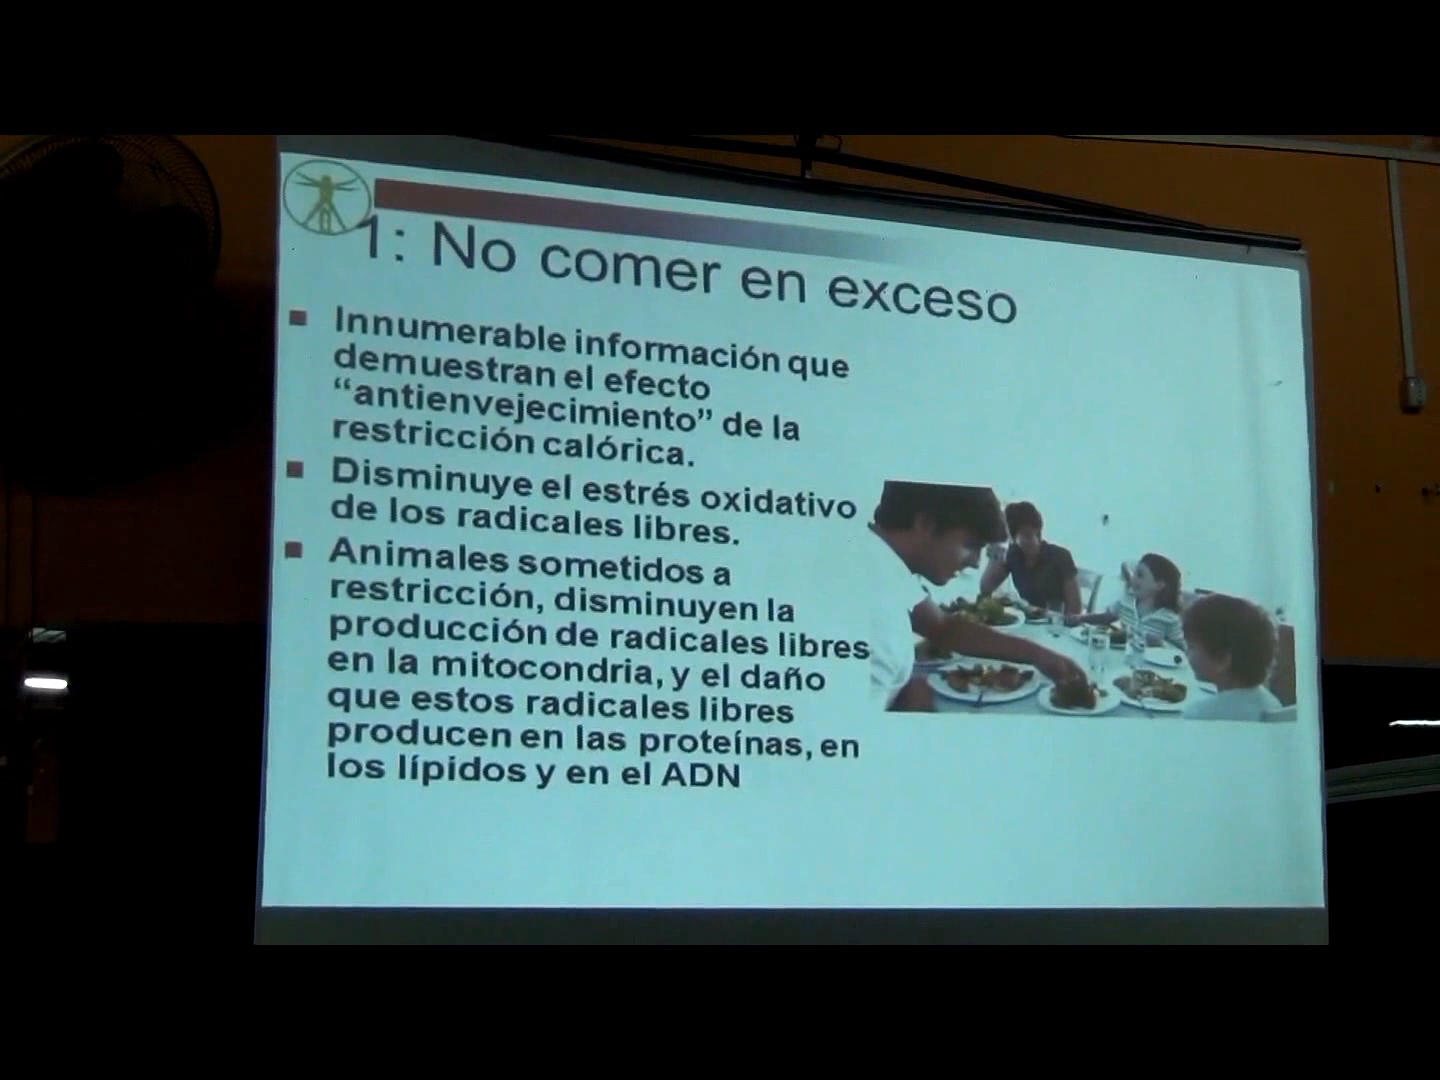 1: No comer en exceso
Innumerable información que
demuestran el efecto
“antienvejecimiento” de la
restricción calórica.
Disminuye el estrés oxidativo
de los radicales libres.
Animales sometidos a
restricción, disminuyen la
producción de radicales libres
en la mitocondria, y el daño
que estos radicales libres
producen en las proteínas, en
los lípidos y en el ADN